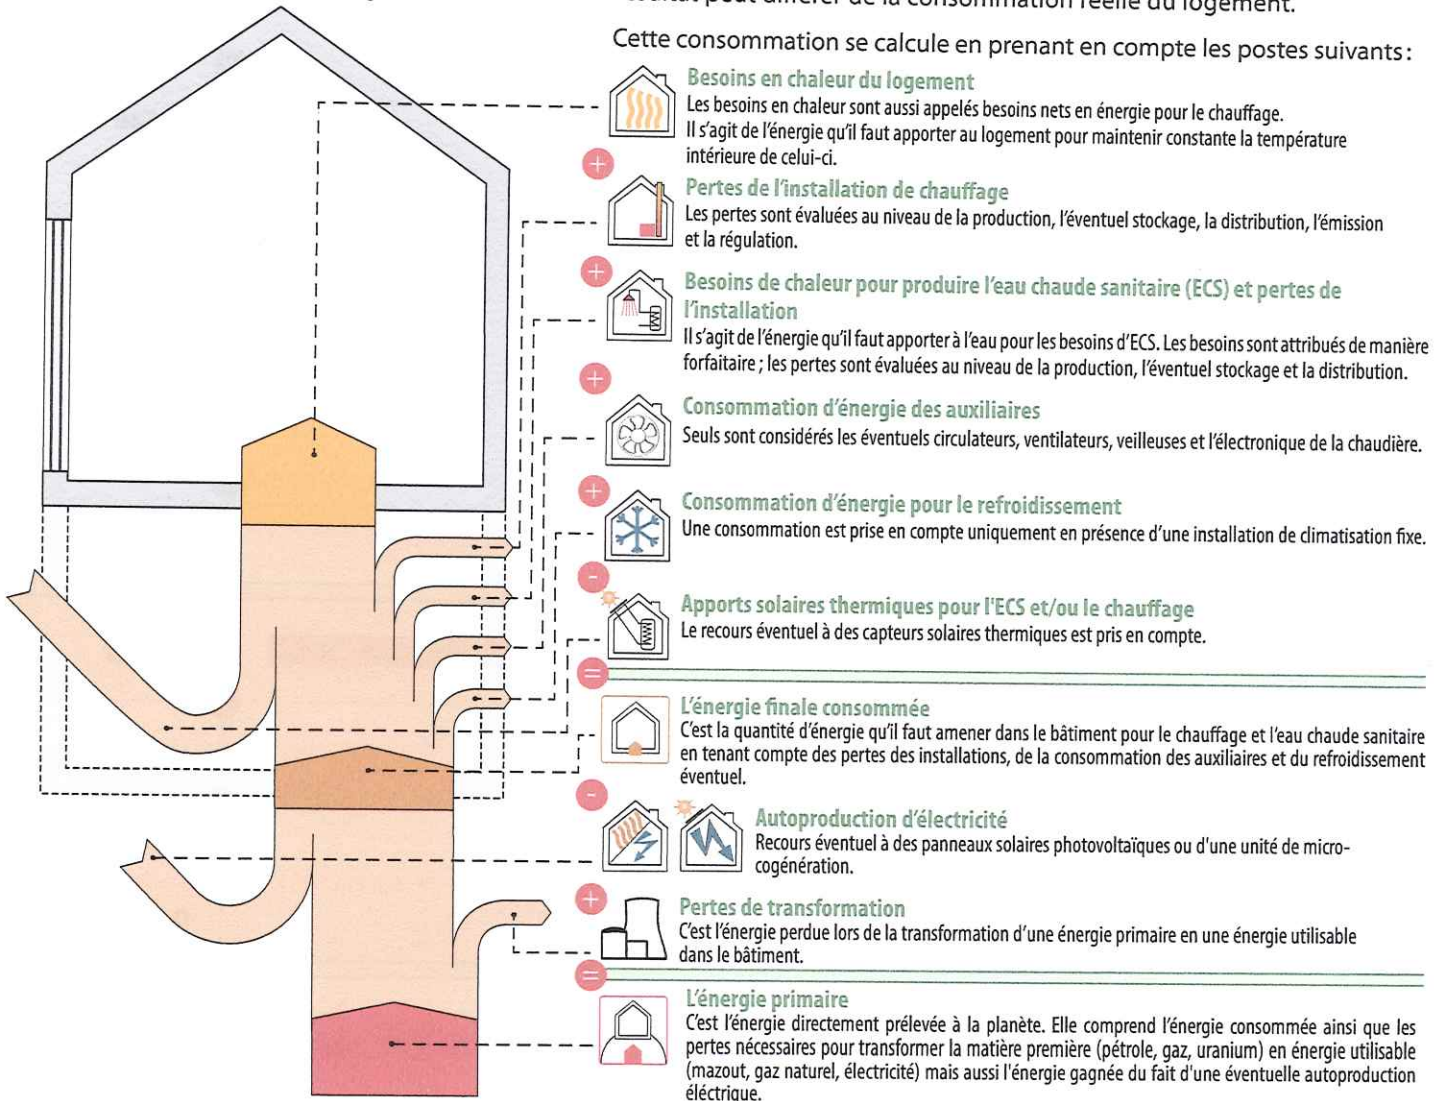 résultat peut différer de la consommation réelle du logement.
Cette consommation se calcule en prenant en compte les postes suivants :
Besoins en chaleur du logement
Les besoins en chaleur sont aussi appelés besoins nets en énergie pour le chauffage.
Il s'agit de l'énergie qu'il faut apporter au logement pour maintenir constante la température
intérieure de celui-ci.
+
Pertes de l'installation de chauffage
Les pertes sont évaluées au niveau de la production, l'éventuel stockage, la distribution, l'émission
et la régulation.
+
Besoins de chaleur pour produire l'eau chaude sanitaire (ECS) et pertes de
l'installation
Il s'agit de l'énergie qu'il faut apporter à l'eau pour les besoins d'ECS. Les besoins sont attribués de manière
forfaitaire ; les pertes sont évaluées au niveau de la production, l'éventuel stockage et la distribution.
+
Consommation d'énergie des auxiliaires
Seuls sont considérés les éventuels circulateurs, ventilateurs, veilleuses et l'électronique de la chaudière.
+
Consommation d'énergie pour le refroidissement
Une consommation est prise en compte uniquement en présence d'une installation de climatisation fixe.
-
Apports solaires thermiques pour l'ECS et/ou le chauffage
Le recours éventuel à des capteurs solaires thermiques est pris en compte.
=
L'énergie finale consommée
C'est la quantité d'énergie qu'il faut amener dans le bâtiment pour le chauffage et l'eau chaude sanitaire
en tenant compte des pertes des installations, de la consommation des auxiliaires et du refroidissement
éventuel.
-
Autoproduction d'électricité
Recours éventuel à des panneaux solaires photovoltaïques ou d'une unité de micro-
cogénération.
+
Pertes de transformation
C'est l'énergie perdue lors de la transformation d'une énergie primaire en une énergie utilisable
dans le bâtiment.
=
L'énergie primaire
C'est l'énergie directement prélevée à la planète. Elle comprend l'énergie consommée ainsi que les
pertes nécessaires pour transformer la matière première (pétrole, gaz, uranium) en énergie utilisable
(mazout, gaz naturel, électricité) mais aussi l'énergie gagnée du fait d'une éventuelle autoproduction
éléctrique.